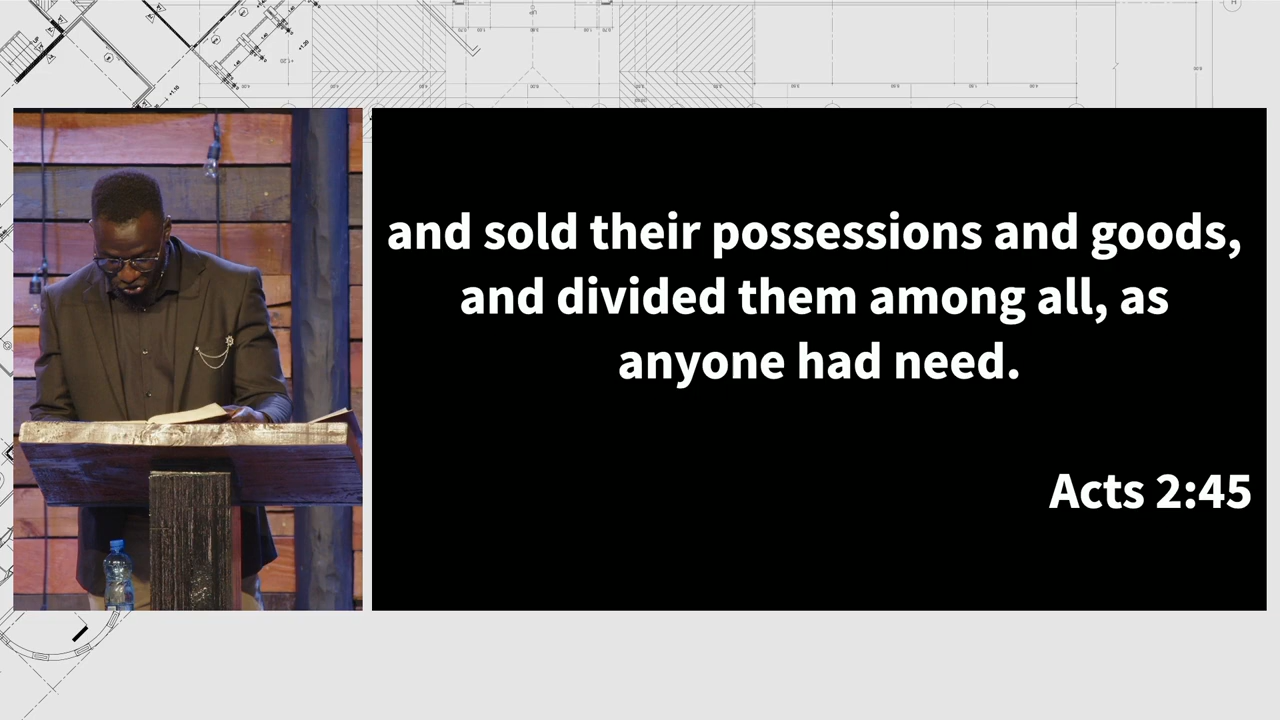 and sold their possessions and goods,
and divided them among all, as
anyone had need.
Acts 2:45